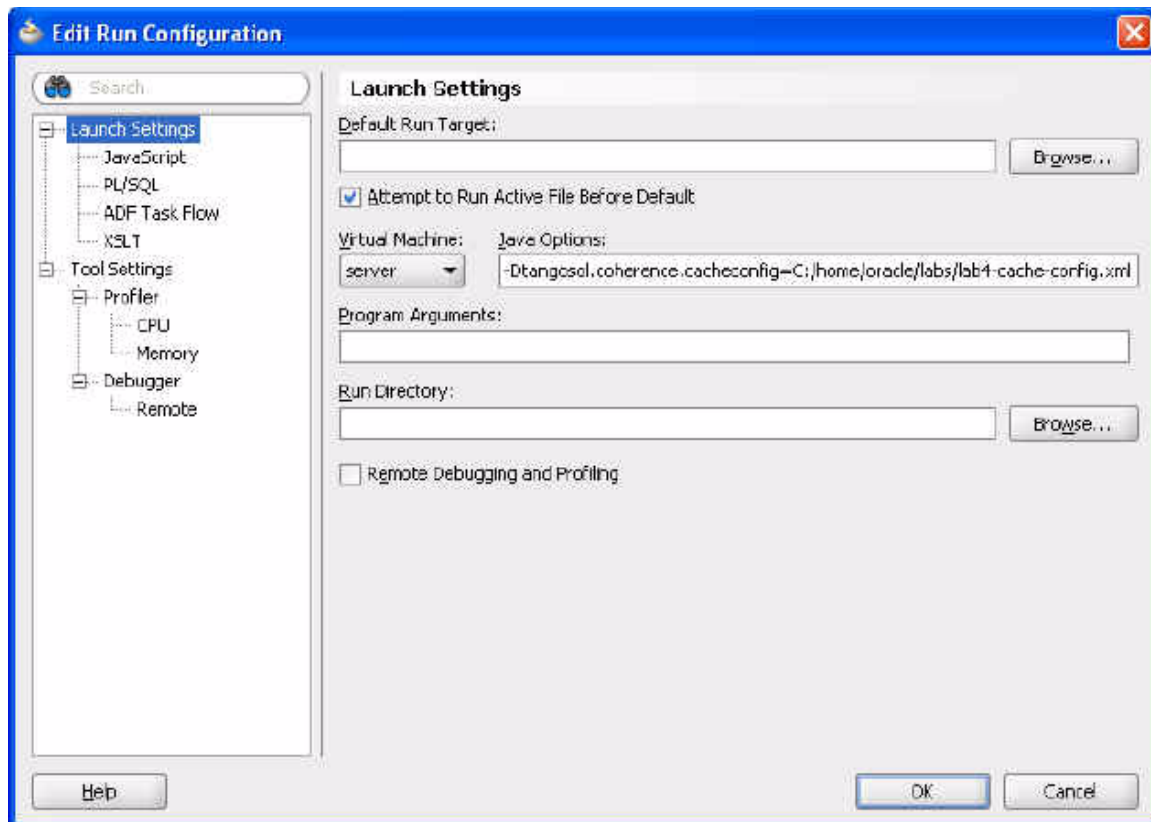 Edit Run Configuration
Search
Launch Settings
JavaScript
PL/SQL
ADF Task Flow
XSLT
Tool Settings
Profiler
CPU
Memory
Debugger
Remote
Launch Settings
Default Run Target:
Browse...
Attempt to Run Active File Before Default
Virtual Machine: Java Options:
server -Dtangosol.coherence.cacheconfig=C:/home/oracle/labs/lab4-cache-config.xml
Program Arguments:
Run Directory:
Browse...
Remote Debugging and Profiling
Help OK Cancel